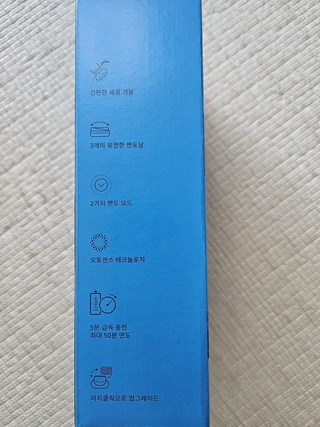 간편한 세척 기능
3개의 유연한 면도날
2가지 면도 모드
오토센스 테크놀로지
5분 급속 충전
최대 50분 면도
이지클릭으로 업그레이드